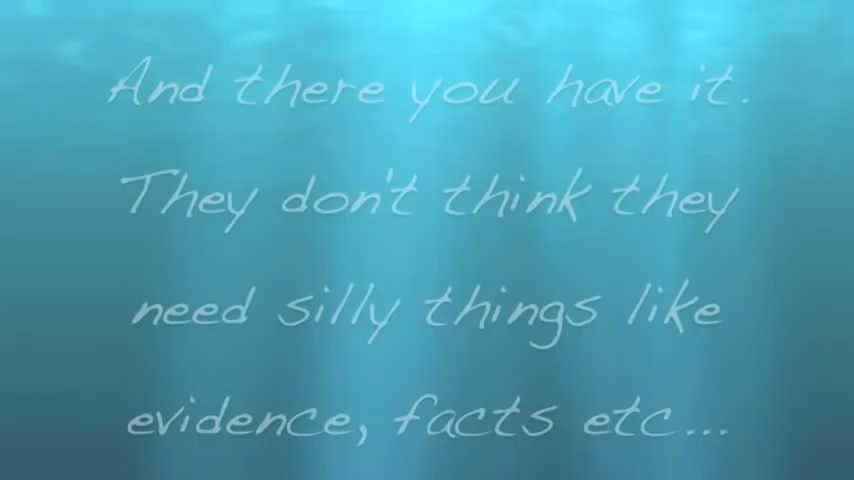 And there you have it.
They don't think they
need silly things like
evidence, facts etc...